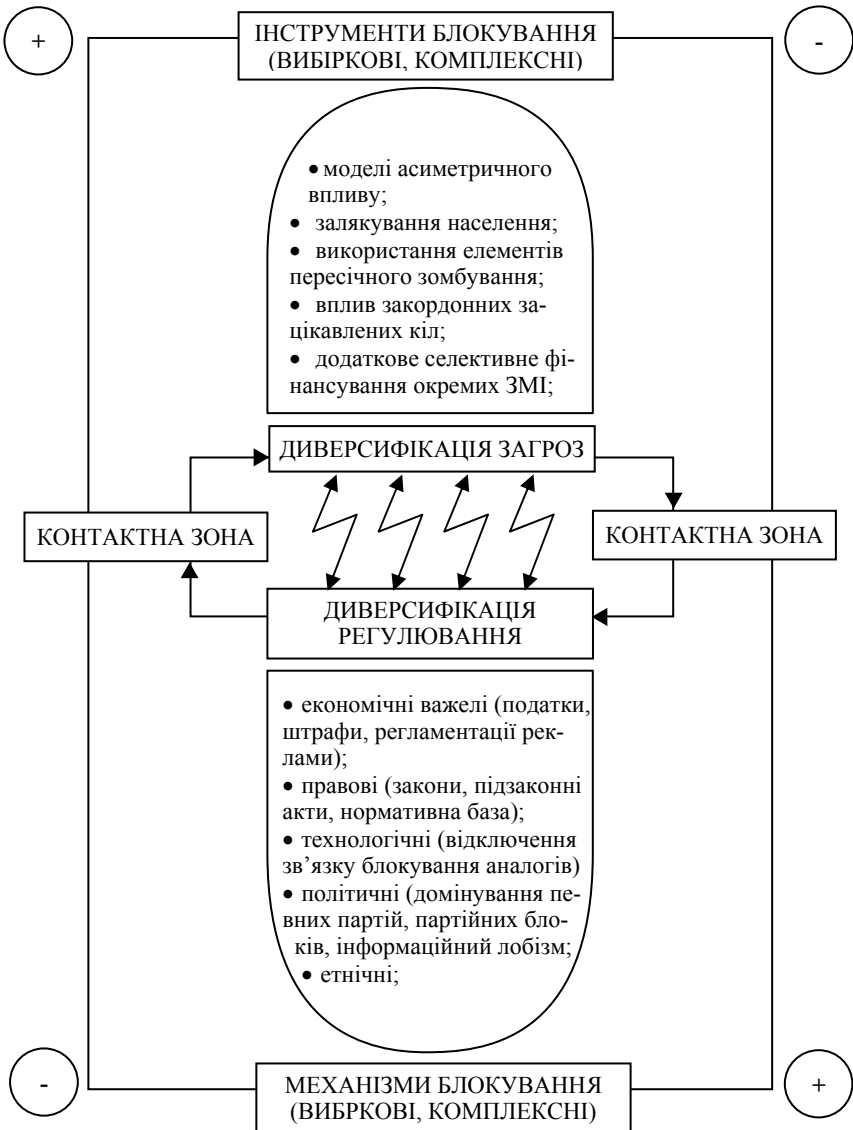 +
ІНСТРУМЕНТИ БЛОКУВАННЯ
(ВИБІРКОВІ, КОМПЛЕКСНІ)
-
• моделі асиметричного
впливу;
• залякування населення;
• використання елементів
пересічного зомбування;
• вплив закордонних за-
цікавлених кіл;
• додаткове селективне фі-
нансування окремих ЗМІ;
ДИВЕРСИФІКАЦІЯ ЗАГРОЗ
КОНТАКТНА ЗОНА
КОНТАКТНА ЗОНА
ДИВЕРСИФІКАЦІЯ
РЕГУЛЮВАННЯ
• економічні важелі (податки,
штрафи, регламентації рек-
лами);
• правові (закони, підзаконні
акти, нормативна база);
• технологічні (відключення
зв’язку блокування аналогів)
• політичні (домінування пе-
вних партій, партійних бло-
ків, інформаційний лобізм;
• етнічні;
-
МЕХАНІЗМИ БЛОКУВАННЯ
(ВИБРКОВІ, КОМПЛЕКСНІ)
+